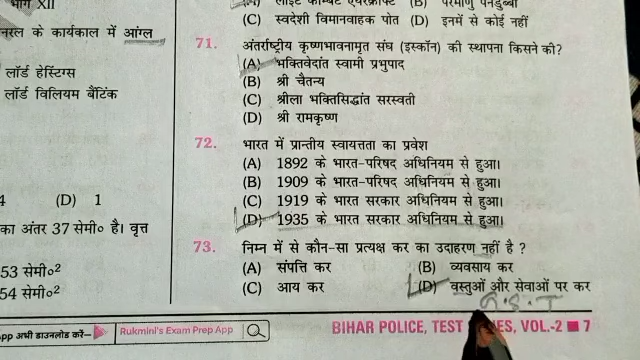 भाग XII
नरल के कार्यकाल में आंग्ल
लॉर्ड हेस्टिंग्स
लॉर्ड विलियम बैंटिंक
4 (D) 1
का अंतर 37 सेमी० है। वृत्त
53 सेमी०²
54 सेमी०²
pp अभी डाउनलोड करें–
Rukmini's Exam Prep App
(A) लाइट कॉम्बैट एयरक्राफ्ट (B) परमाणु पनडुब्बी
(C) स्वदेशी विमानवाहक पोत (D) इनमें से कोई नहीं
71. अंतर्राष्ट्रीय कृष्णभावनामृत संघ (इस्कॉन) की स्थापना किसने की?
(A) भक्तिवेदांत स्वामी प्रभुपाद
(B) श्री चैतन्य
(C) श्रीला भक्तिसिद्धांत सरस्वती
(D) श्री रामकृष्ण
72. भारत में प्रान्तीय स्वायत्तता का प्रवेश
(A) 1892 के भारत-परिषद अधिनियम से हुआ।
(B) 1909 के भारत-परिषद अधिनियम से हुआ।
(C) 1919 के भारत सरकार अधिनियम से हुआ।
(D) 1935 के भारत सरकार अधिनियम से हुआ।
73. निम्न में से कौन-सा प्रत्यक्ष कर का उदाहरण नहीं है ?
(A) संपत्ति कर (B) व्यवसाय कर
(C) आय कर (D) वस्तुओं और सेवाओं पर कर
G.S.T
BIHAR POLICE, TEST VOL.-2 ■ 7